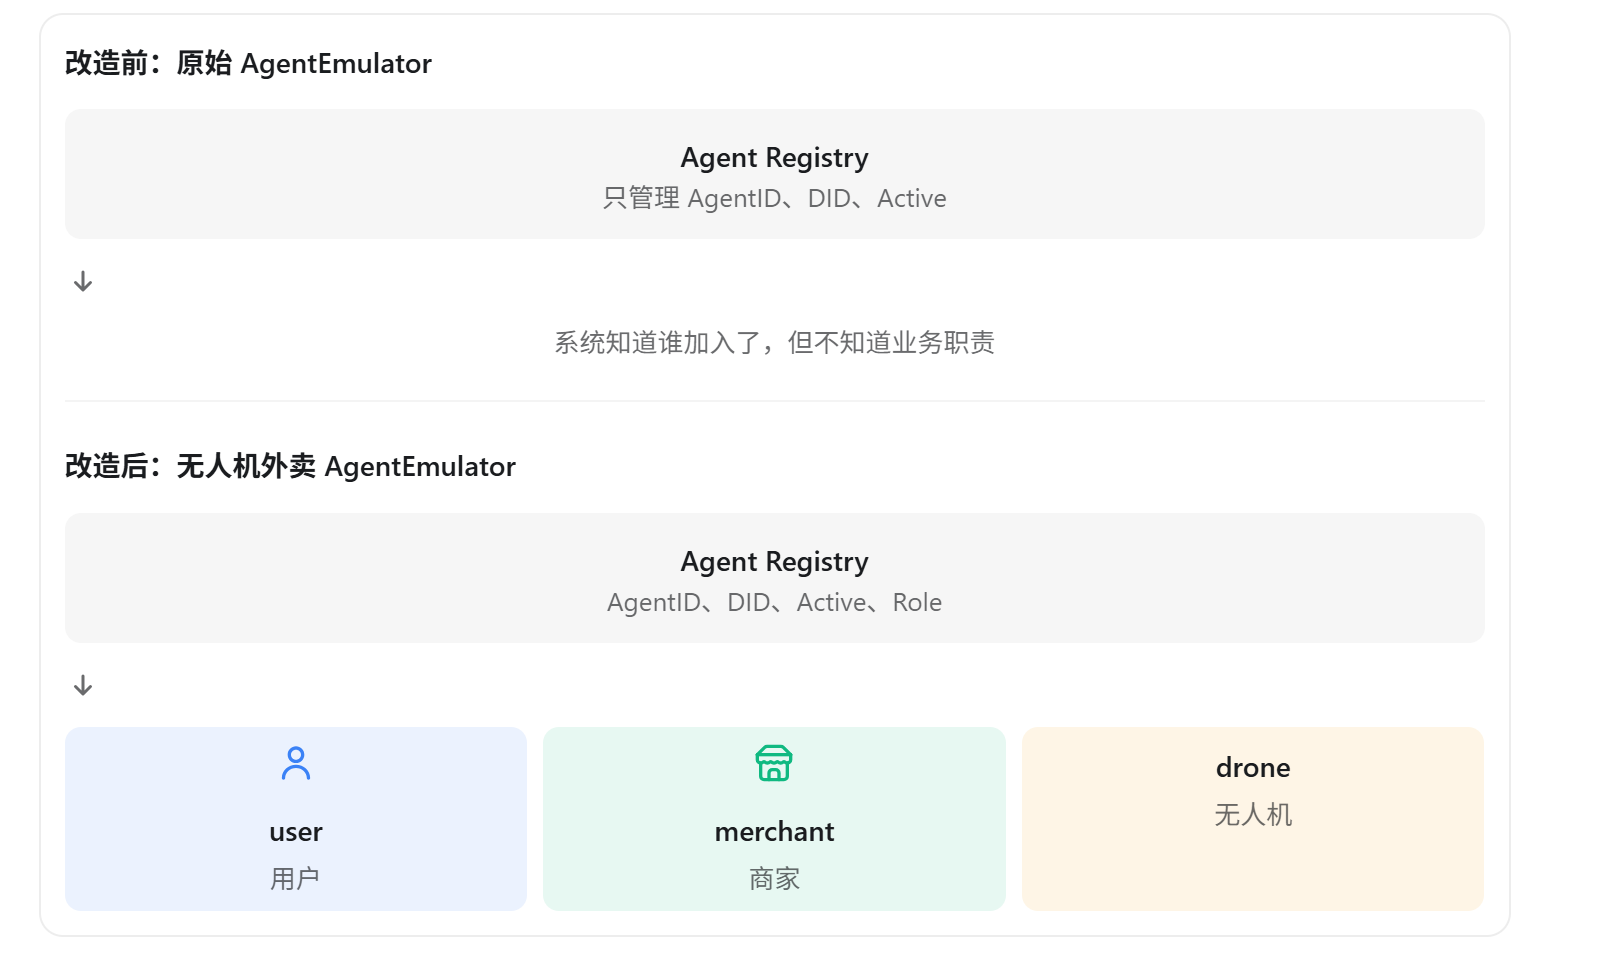 改造前：原始 AgentEmulator
Agent Registry
只管理 AgentID、DID、Active
系统知道谁加入了，但不知道业务职责
改造后：无人机外卖 AgentEmulator
Agent Registry
AgentID、DID、Active、Role
user
用户
merchant
商家
drone
无人机